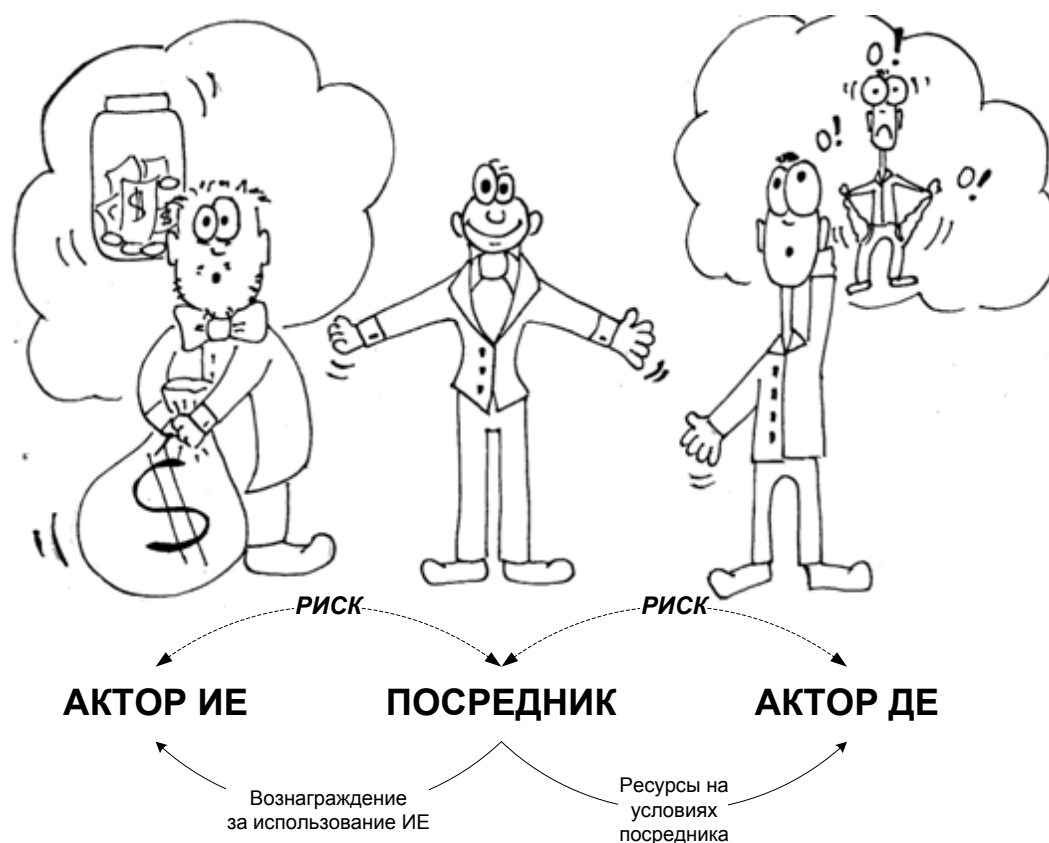 $
$
O!
O!
O!
$
РИСК
РИСК
АКТОР ИЕ
ПОСРЕДНИК
АКТОР ДЕ
Вознаграждение
за использование ИЕ
Ресурсы на
условиях
посредника